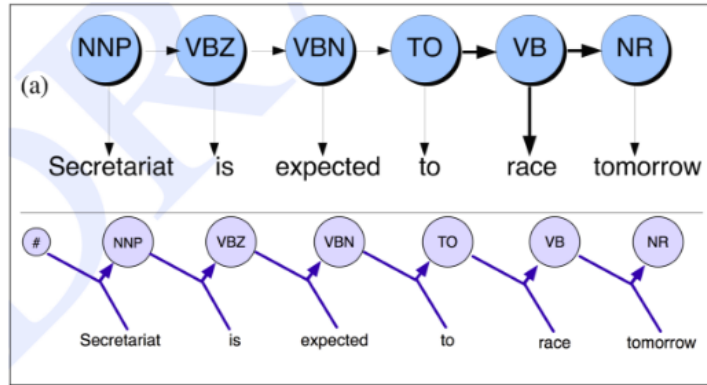 NNP VBZ VBN TO VB NR
(a)
Secretariat is expected to race tomorrow
# NNP VBZ VBN TO VB NR
Secretariat is expected to race tomorrow